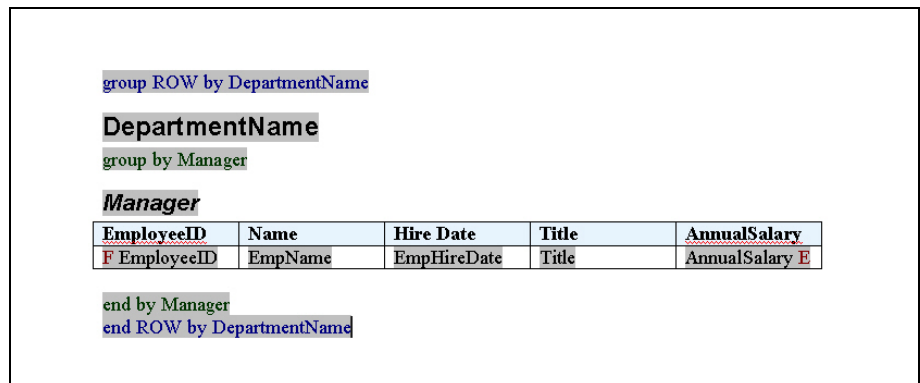 group ROW by DepartmentName
DepartmentName
group by Manager
Manager
EmployeeID Name Hire Date Title AnnualSalary
F EmployeeID EmpName EmpHireDate Title AnnualSalary E
end by Manager
end ROW by DepartmentName